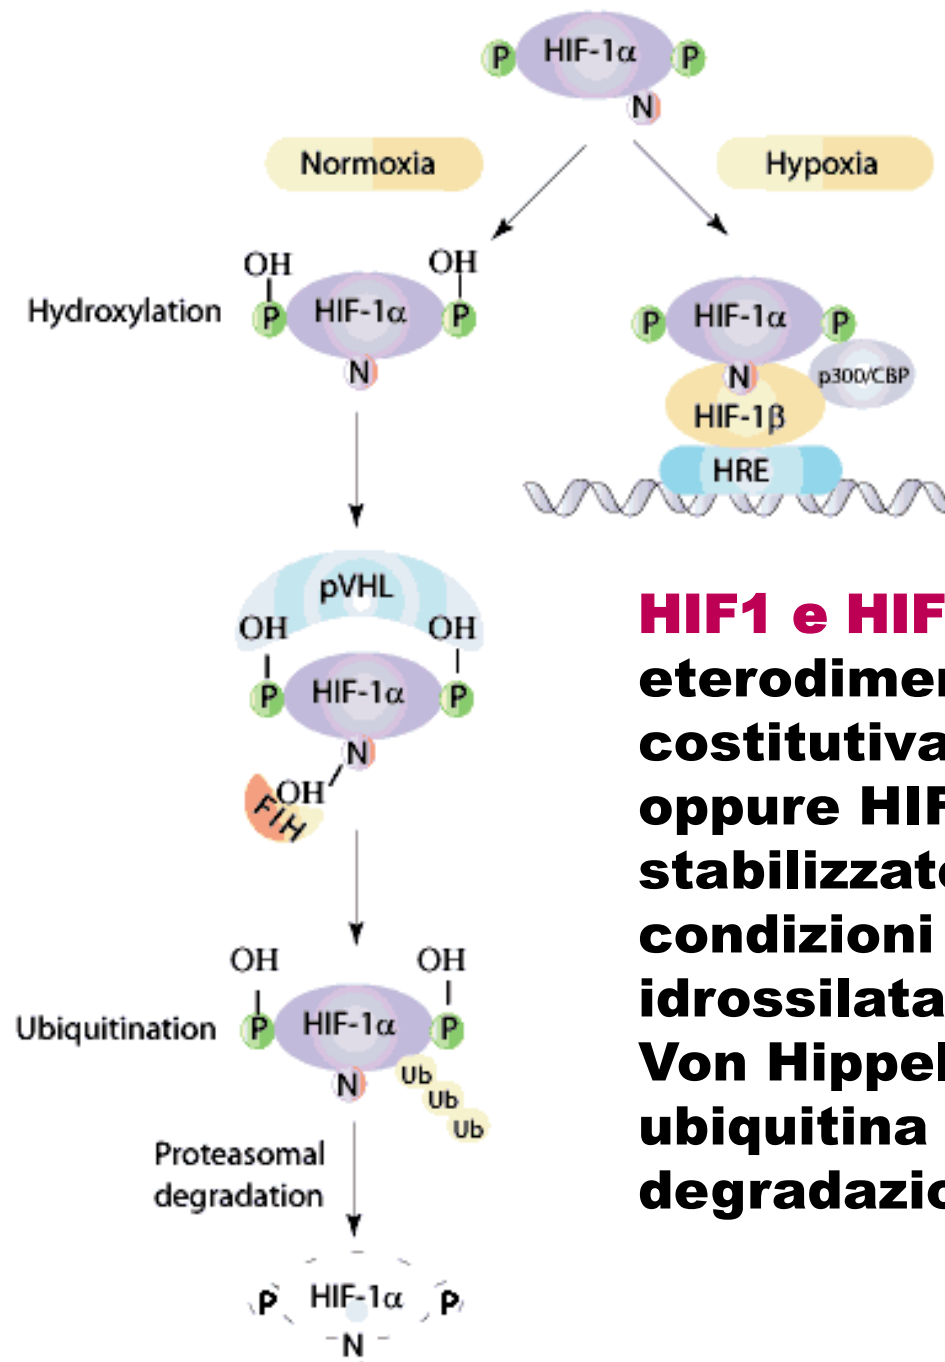 P HIF-1α P
N
Normoxia
Hypoxia
OH OH
Hydroxylation
P HIF-1α P
N
P HIF-1α P
N p300/CBP
HIF-1β
HRE
pVHL
OH OH
P HIF-1α P
N
OH
FIH
OH OH
Ubiquitination
P HIF-1α P
N
Ub
Ub
Ub
Proteasomal
degradation
P HIF-1α P
N
HIF1 e HIF
eterodimer
costitutiva
oppure HIF
stabilizzat
condizioni
idrossilata
Von Hippel
ubiquitina
degradazio